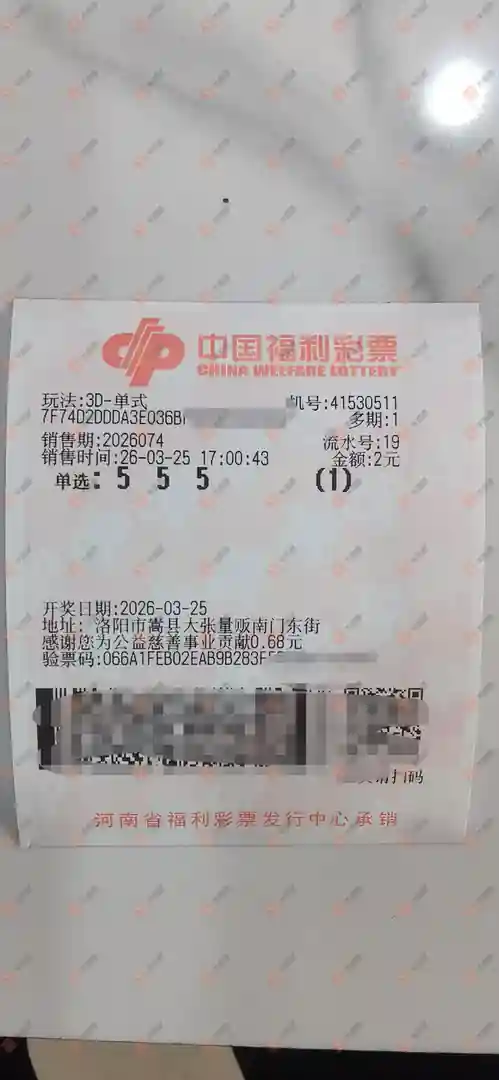 中国福利彩票
CHINA WELFARE LOTTERY
玩法:3D-单式 机号:41530511
7F74D2DDDA3E036B 多期:1
销售期:2026074 流水号:19
销售时间:26-03-25 17:00:43 金额:2元
单选: 5 5 5 (1)
开奖日期:2026-03-25
地址: 洛阳市嵩县大张量贩南门东街
感谢您为公益慈善事业贡献0.68元
验票码:066A1FEB02EAB9B283F
扫码
河南省福利彩票发行中心承销